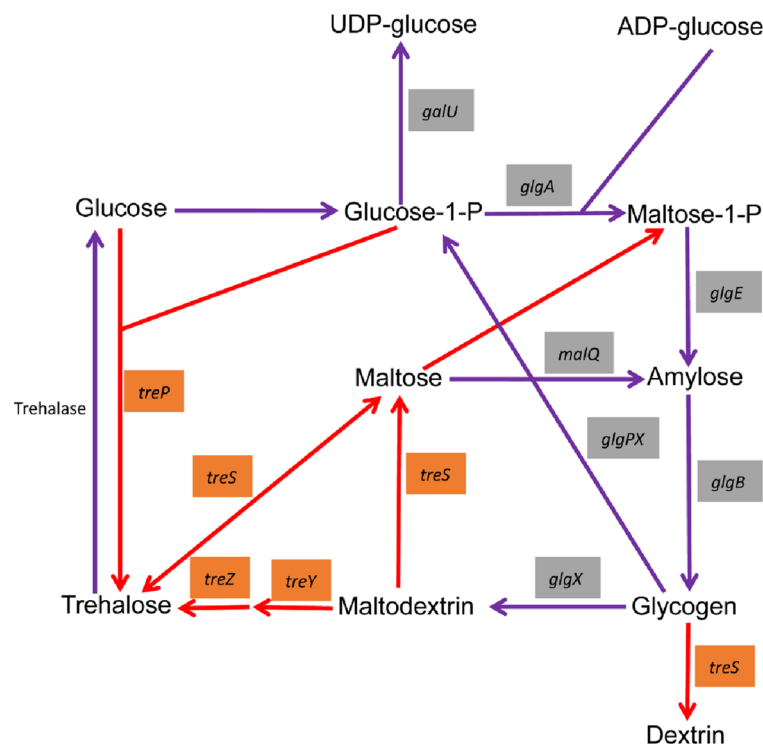 UDP-glucose
ADP-glucose
galU
glgA
Glucose
Glucose-1-P
Maltose-1-P
glgE
malQ
Maltose
Amylose
treP
Trehalase
glgPX
treS
treS
glgB
treZ
treY
glgX
Trehalose
Maltodextrin
Glycogen
treS
Dextrin